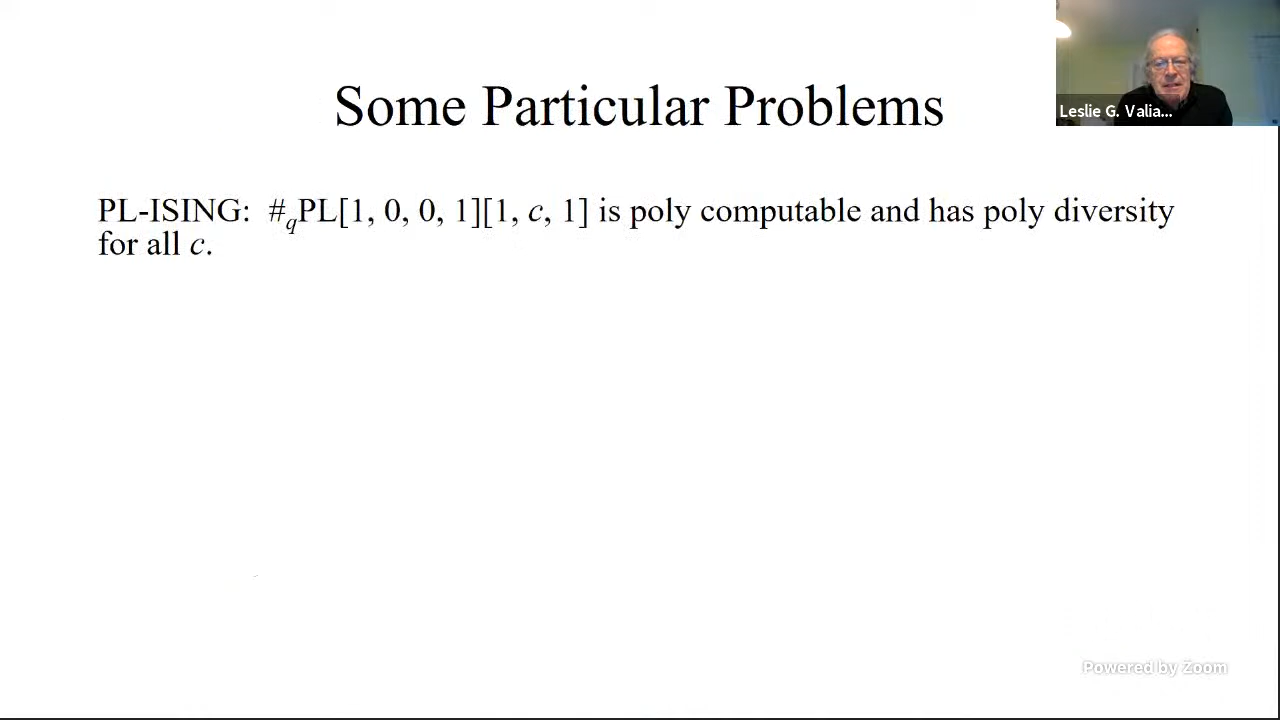 Some Particular Problems
Leslie G. Valia...
PL-ISING: #qPL[1, 0, 0, 1][1, c, 1] is poly computable and has poly diversity
for all c.
Powered by Zoom